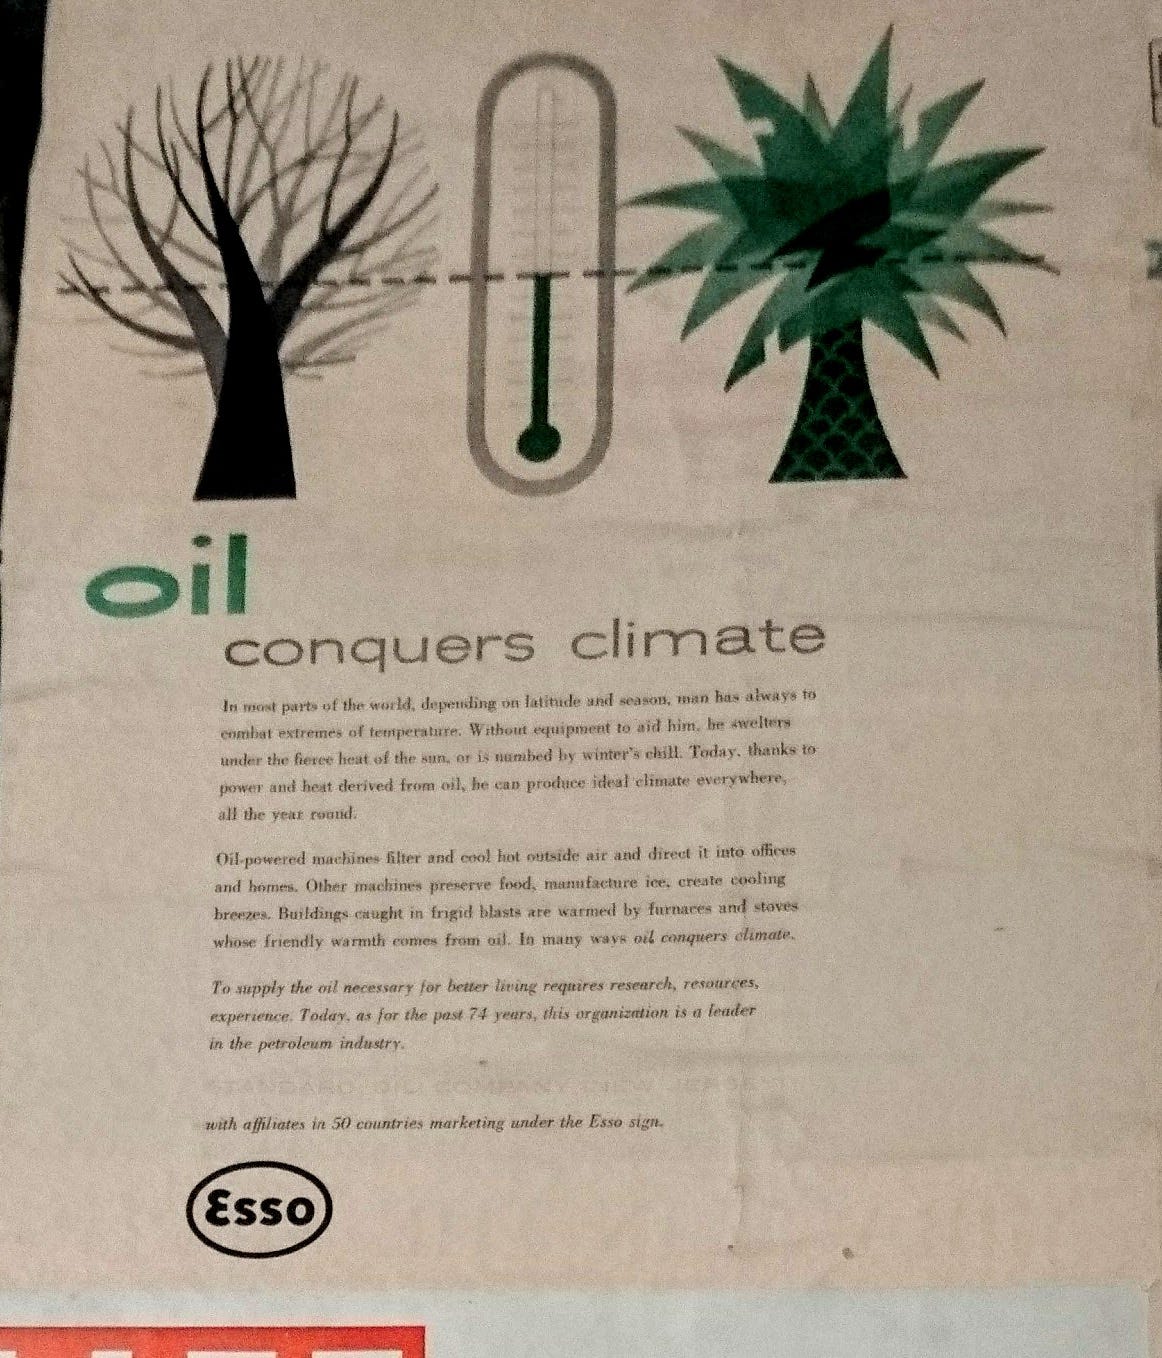 oil
conquers climate
In most parts of the world, depending on latitude and season, man has always to
combat extremes of temperature. Without equipment to aid him, he swelters
under the fierce heat of the sun, or is numbed by winter's chill. Today, thanks to
power and heat derived from oil, he can produce ideal climate everywhere,
all the year round.
Oil-powered machines filter and cool hot outside air and direct it into offices
and homes. Other machines preserve food, manufacture ice, create cooling
breezes. Buildings caught in frigid blasts are warmed by furnaces and stoves
whose friendly warmth comes from oil. In many ways oil conquers climate.
To supply the oil necessary for better living requires research, resources,
experience. Today, as for the past 74 years, this organization is a leader
in the petroleum industry.
STANDARD OIL COMPANY (NEW JERSEY)
with affiliates in 50 countries marketing under the Esso sign.
Esso